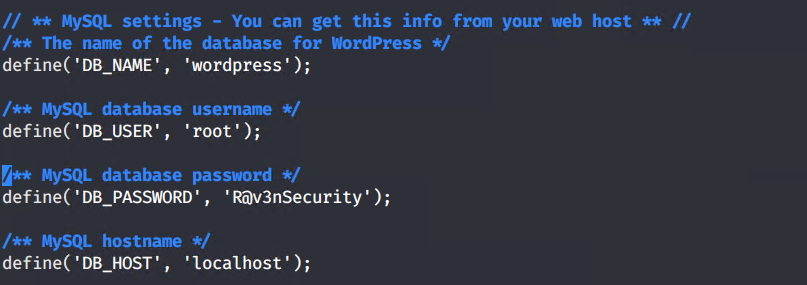 // ** MySQL settings - You can get this info from your web host ** //
/** The name of the database for WordPress */
define('DB_NAME', 'wordpress');
/** MySQL database username */
define('DB_USER', 'root');
/** MySQL database password */
define('DB_PASSWORD', 'R@v3nSecurity');
/** MySQL hostname */
define('DB_HOST', 'localhost');